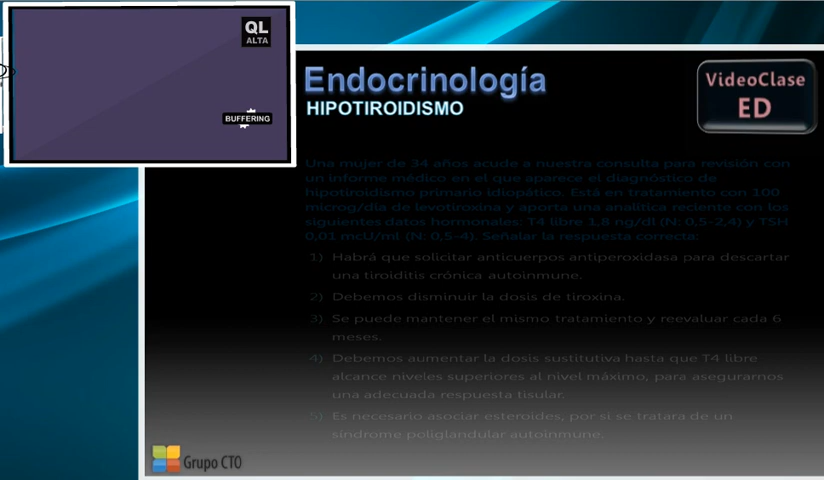 QL
ALTA
BUFFERING
Endocrinología
HIPOTIROIDISMO
VideoClase
ED
Una mujer de 34 años acude a nuestra consulta para revisión con
un informe médico en el que aparece el diagnóstico de
hipotiroidismo primario idiopático. Está en tratamiento con 100
microg/día de levotiroxina y aporta una analítica reciente con los
siguientes datos hormonales: T4 libre 1,8 ng/dl (N: 0,5-2,4) y TSH
0,01 mcU/ml (N: 0,5-4). Señalar la respuesta correcta:
1) Habrá que solicitar anticuerpos antiperoxidasa para descartar
una tiroiditis crónica autoinmune.
2) Debemos disminuir la dosis de tiroxina.
3) Se puede mantener el mismo tratamiento y reevaluar cada 6
meses.
4) Debemos aumentar la dosis sustitutiva hasta que T4 libre
alcance niveles superiores al nivel máximo, para asegurarnos
una adecuada respuesta tisular.
5) Es necesario asociar esteroides, por si se tratara de un
síndrome poliglandular autoinmune.
Grupo CTO